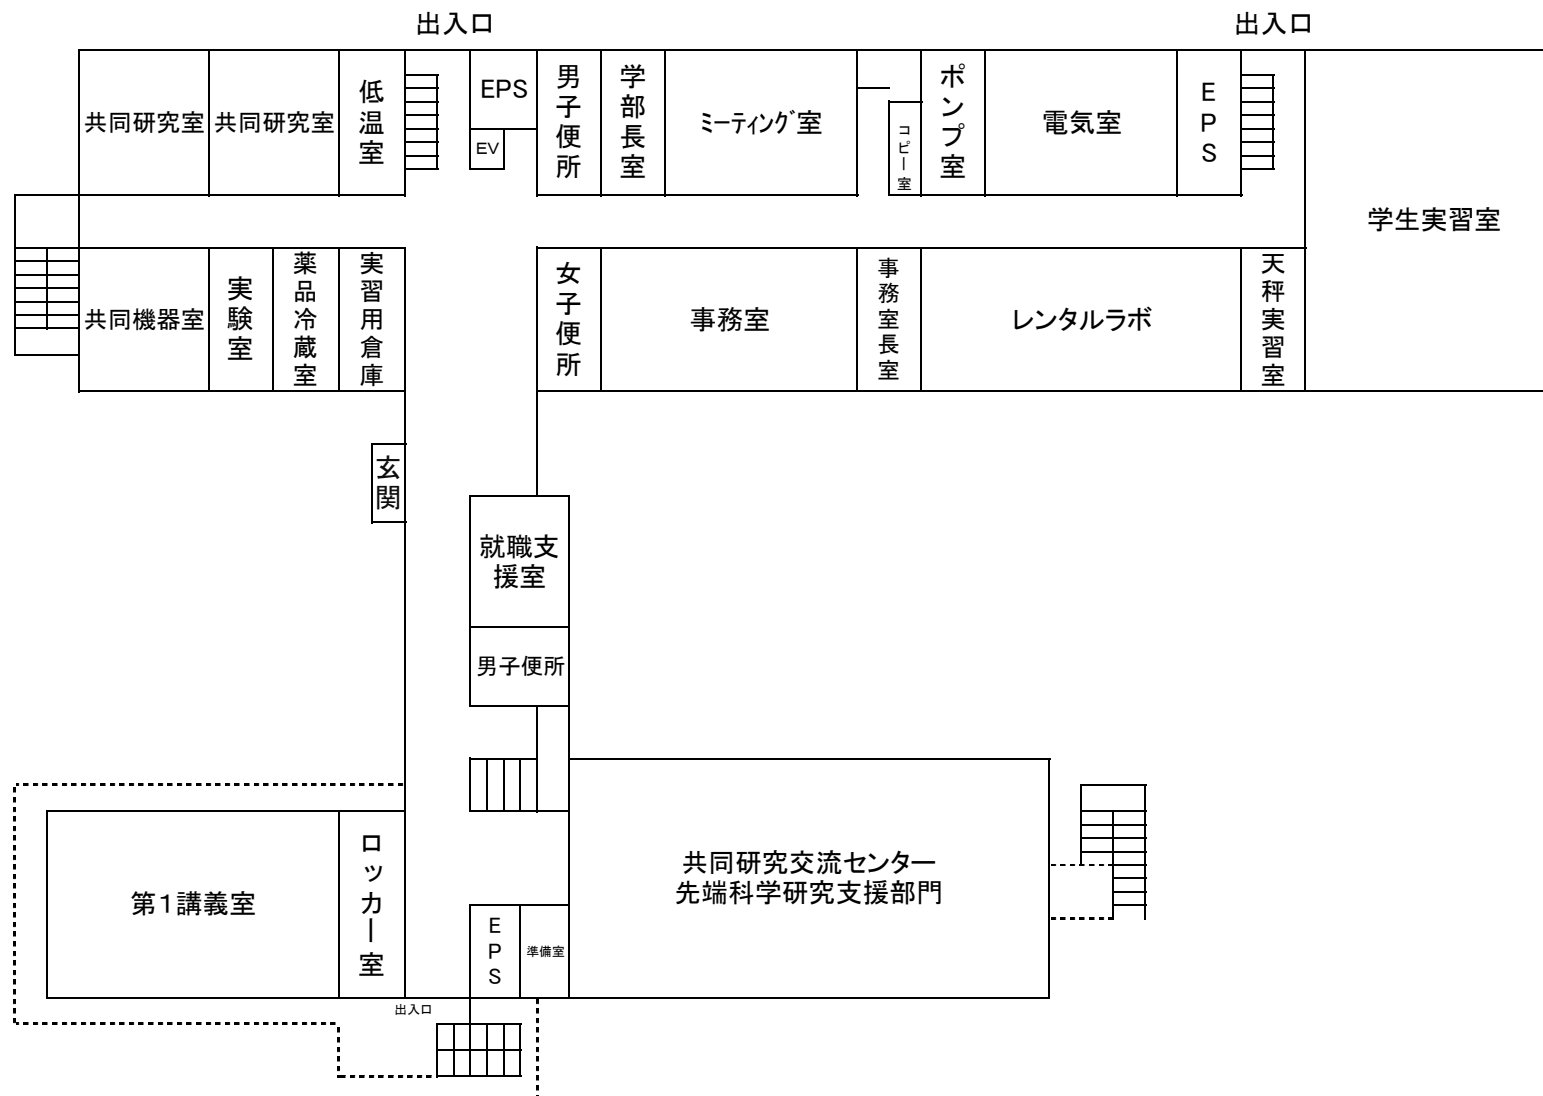 出入口
出入口
共同研究室
共同研究室
低温室
EPS
EV
男子便所
学部長室
ミーティング室
コピー室
ポンプ室
電気室
EPS
学生実習室
共同機器室
実験室
薬品冷蔵室
実習用倉庫
女子便所
事務室
事務室長室
レンタルラボ
天秤実習室
玄関
就職支
援室
男子便所
第１講義室
ロッカー室
EPS
準備室
共同研究交流センター
先端科学研究支援部門
出入口